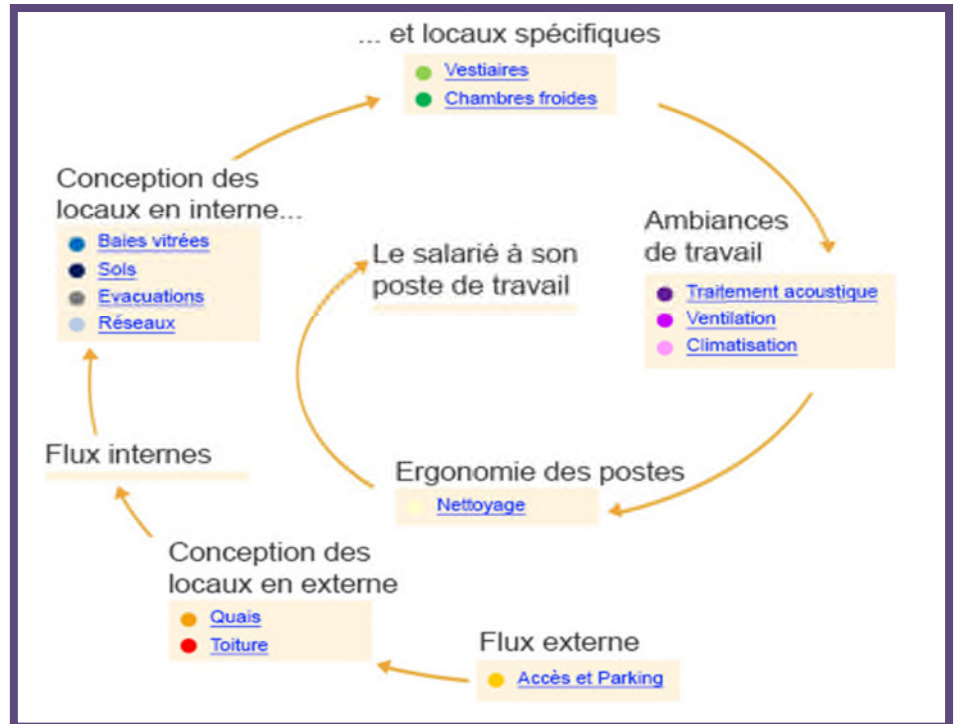 ... et locaux spécifiques
Vestiaires
Chambres froides
Conception des
locaux en interne...
Baies vitrées
Sols
Evacuations
Réseaux
Ambiances
de travail
Traitement acoustique
Ventilation
Climatisation
Le salarié à son
poste de travail
Flux internes
Ergonomie des postes
Nettoyage
Conception des
locaux en externe
Quais
Toiture
Flux externe
Accès et Parking